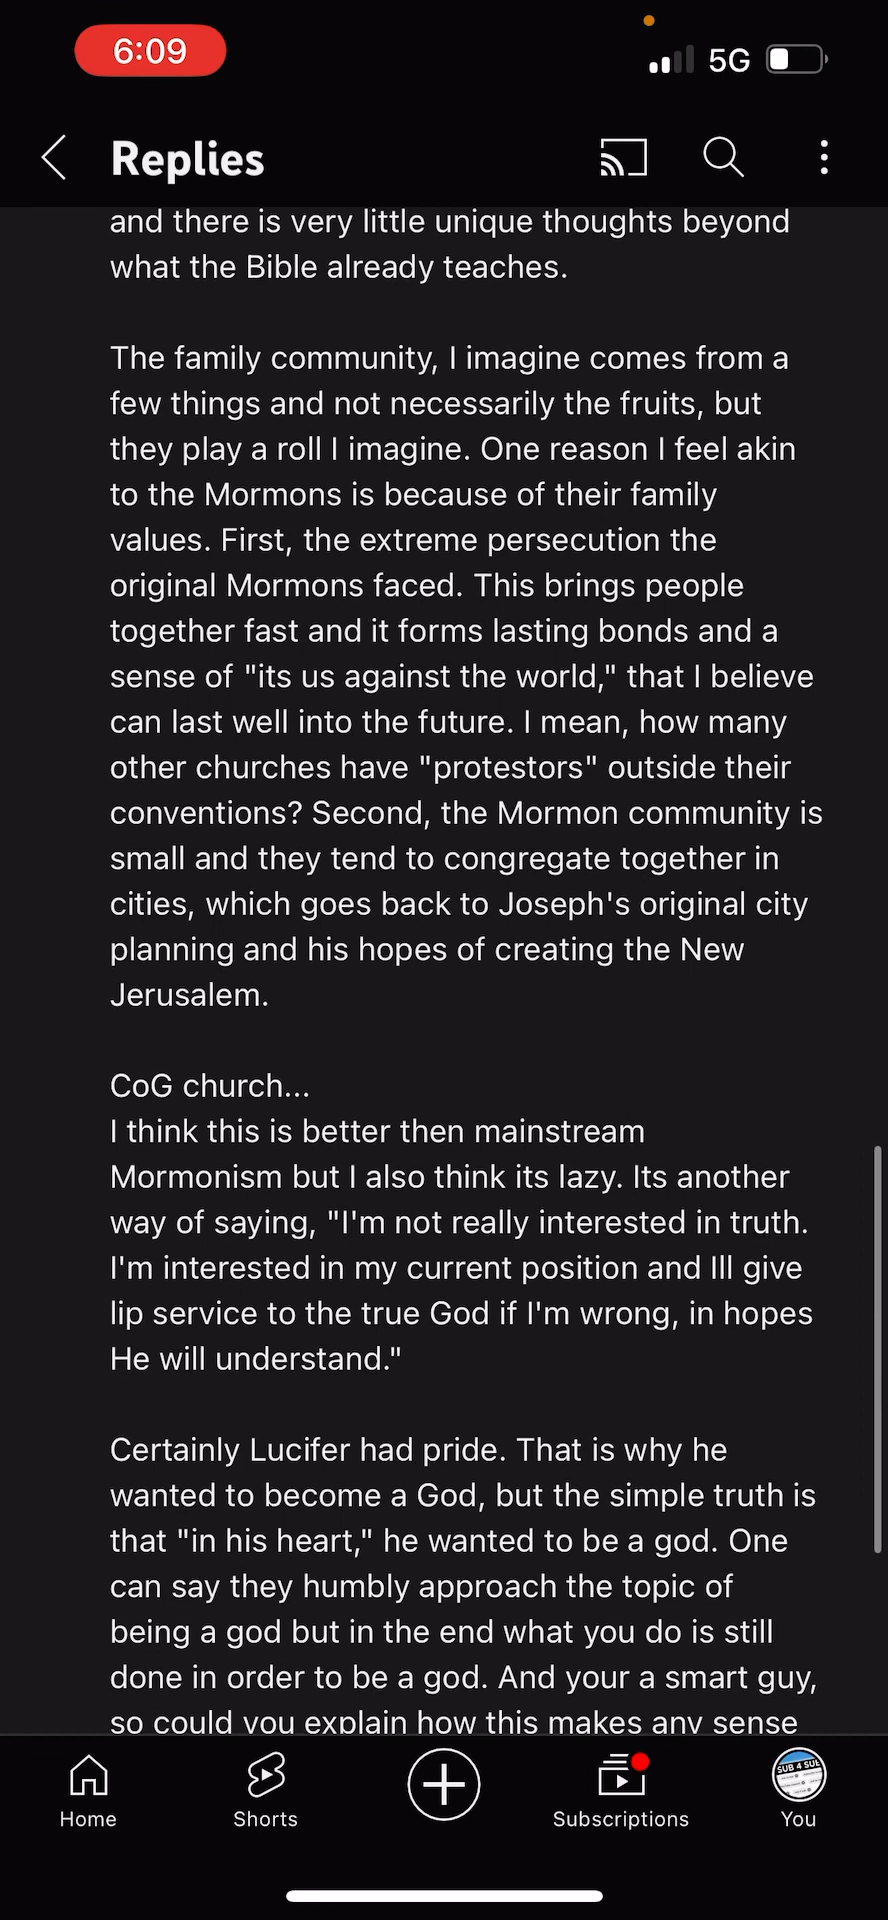 6:09
5G
Replies
and there is very little unique thoughts beyond
what the Bible already teaches.
The family community, I imagine comes from a
few things and not necessarily the fruits, but
they play a roll I imagine. One reason I feel akin
to the Mormons is because of their family
values. First, the extreme persecution the
original Mormons faced. This brings people
together fast and it forms lasting bonds and a
sense of "its us against the world," that I believe
can last well into the future. I mean, how many
other churches have "protestors" outside their
conventions? Second, the Mormon community is
small and they tend to congregate together in
cities, which goes back to Joseph's original city
planning and his hopes of creating the New
Jerusalem.
CoG church...
I think this is better then mainstream
Mormonism but I also think its lazy. Its another
way of saying, "I'm not really interested in truth.
I'm interested in my current position and Ill give
lip service to the true God if I'm wrong, in hopes
He will understand."
Certainly Lucifer had pride. That is why he
wanted to become a God, but the simple truth is
that "in his heart," he wanted to be a god. One
can say they humbly approach the topic of
being a god but in the end what you do is still
done in order to be a god. And your a smart guy,
so could you explain how this makes any sense
SUB 4 SUB
Home
Shorts
Subscriptions
You